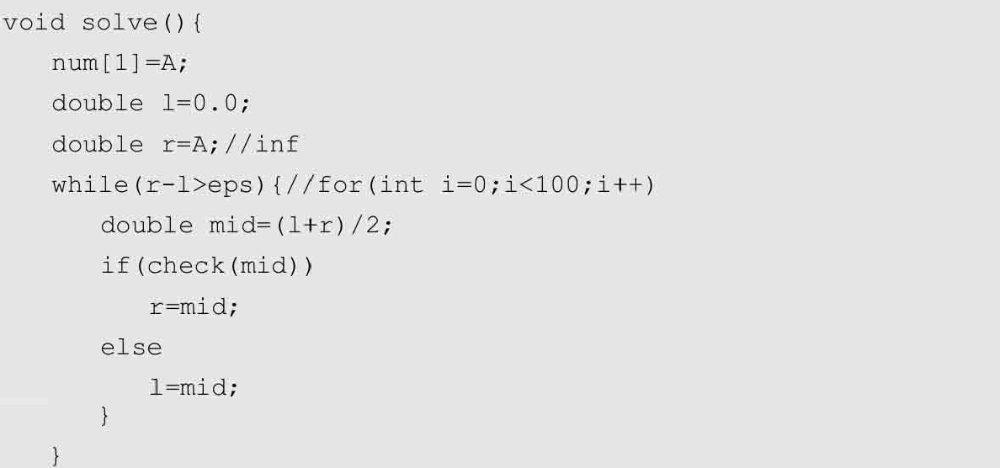 void solve(){
num[1]=A;
double l=0.0;
double r=A;//inf
while(r-l>eps){//for(int i=0;i<100;i++)
double mid=(l+r)/2;
if(check(mid))
r=mid;
else
l=mid;
}
}